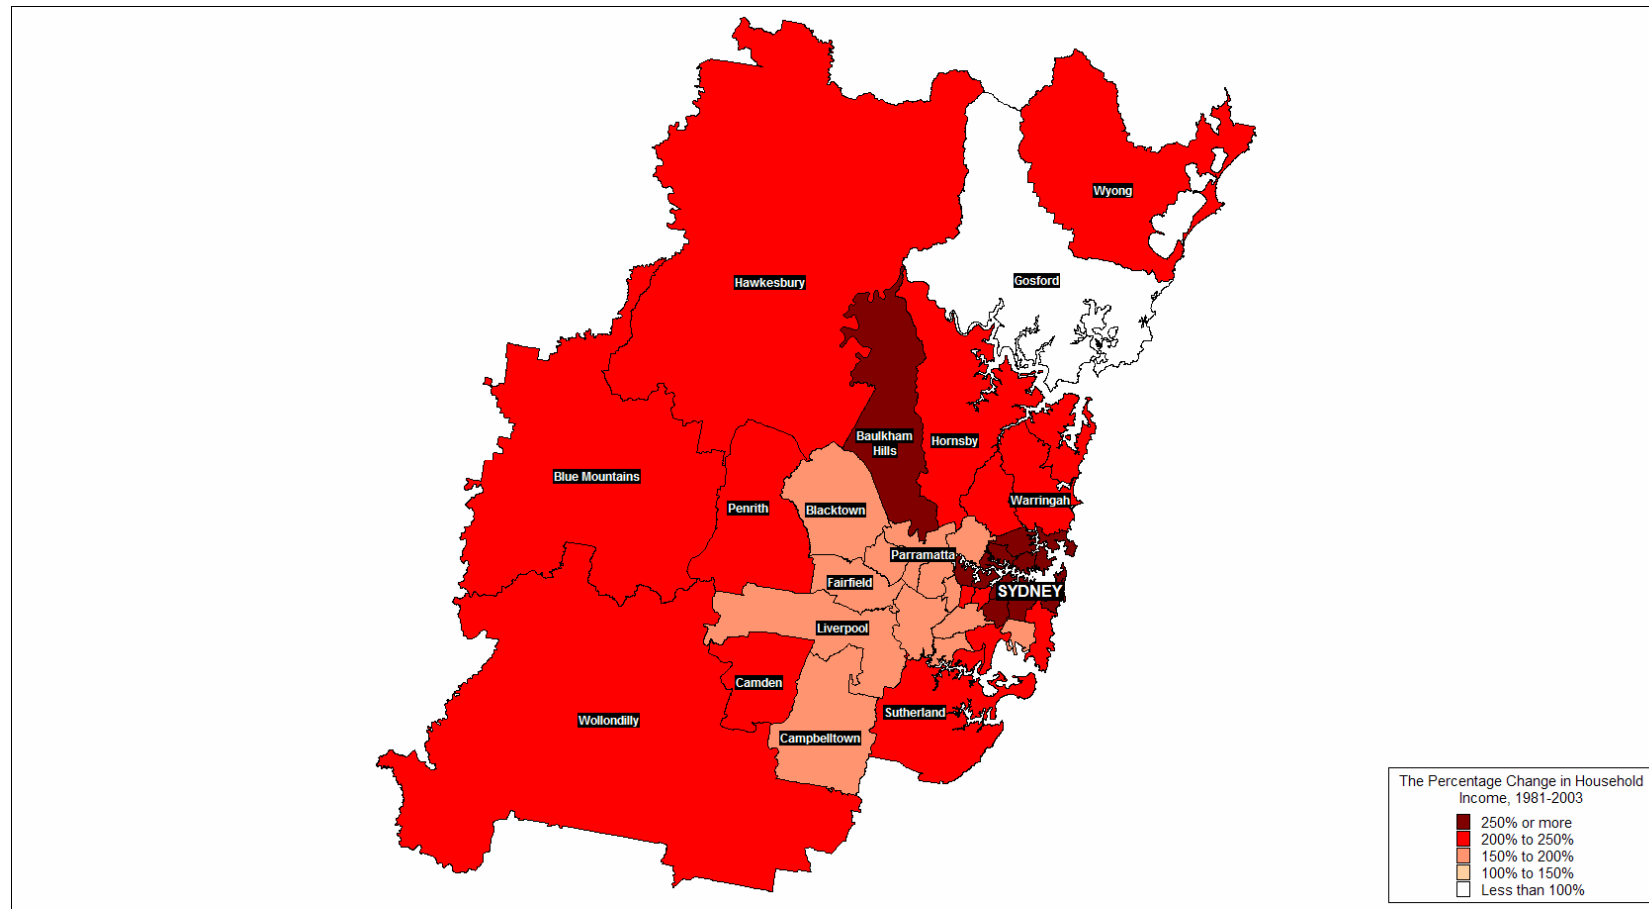 Wyong
Gosford
Hawkesbury
Baulkham
Hills
Hornsby
Blue Mountains
Warringah
Penrith
Blacktown
Parramatta
Fairfield
SYDNEY
Liverpool
Camden
Sutherland
Wollondilly
Campbelltown
The Percentage Change in Household
Income, 1981-2003
250% or more
200% to 250%
150% to 200%
100% to 150%
Less than 100%